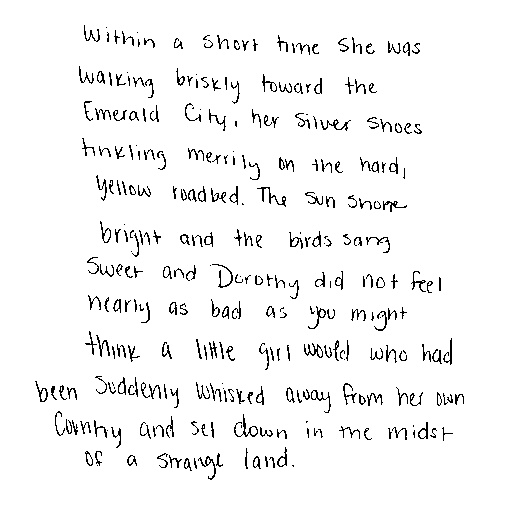 Within a short time she was
walking briskly toward the
Emerald City, her Silver Shoes
tinkling merrily on the hard,
yellow roadbed. The sun shone
bright and the birds sang
Sweet and Dorothy did not feel
nearly as bad as you might
think a little girl would who had
been Suddenly whisked away from her own
Country and set down in the midst
of a strange land.